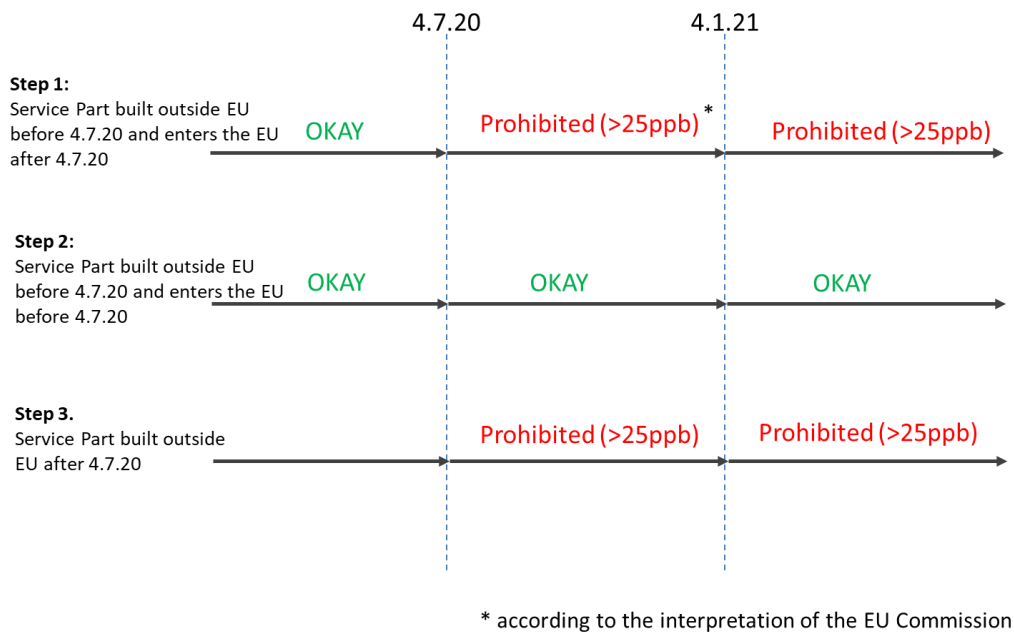 4.7.20
4.1.21
Step 1:
Service Part built outside EU
before 4.7.20 and enters the EU
after 4.7.20
OKAY
Prohibited (>25ppb) *
Prohibited (>25ppb)
Step 2:
Service Part built outside EU
before 4.7.20 and enters the EU
before 4.7.20
OKAY
OKAY
OKAY
Step 3.
Service Part built outside
EU after 4.7.20
Prohibited (>25ppb)
Prohibited (>25ppb)
* according to the interpretation of the EU Commission